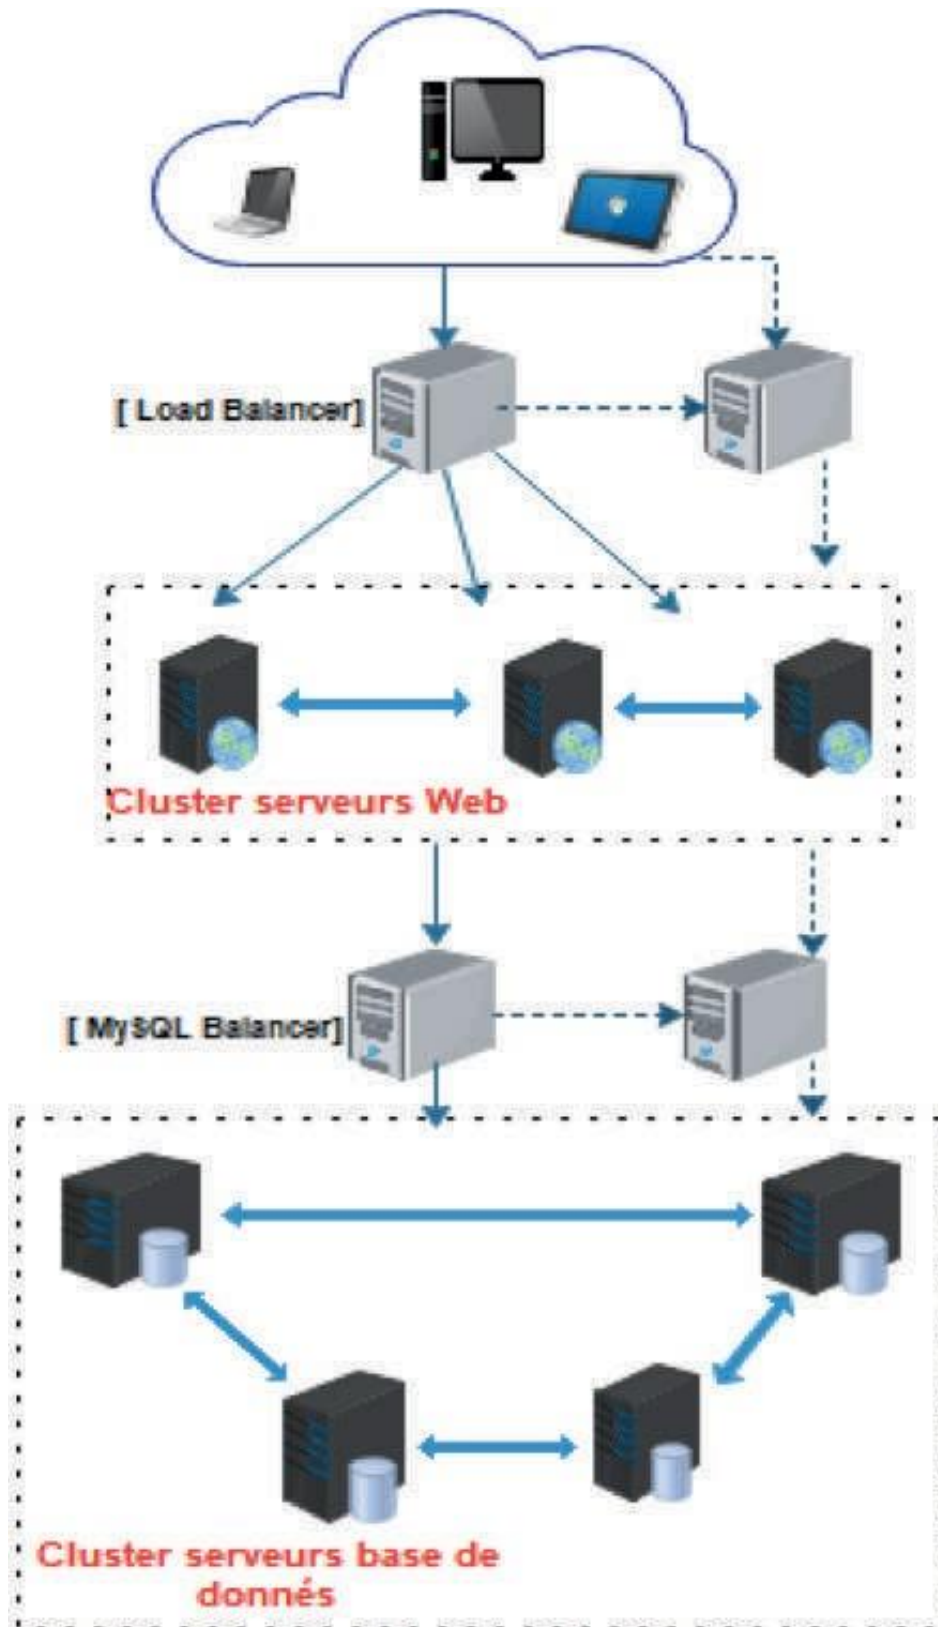 [ Load Balancer]
Cluster serveurs Web
[ MySQL Balancer]
Cluster serveurs base de
donnés